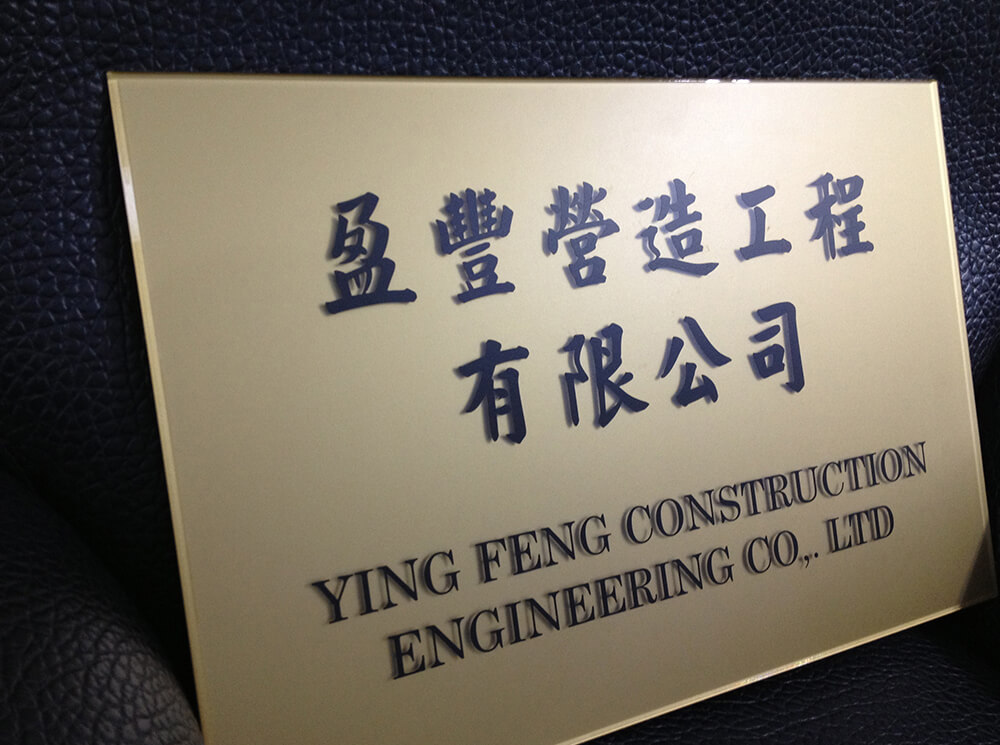 盈豐營造工程
有限公司
YING FENG CONSTRUCTION
ENGINEERING CO,. LTD